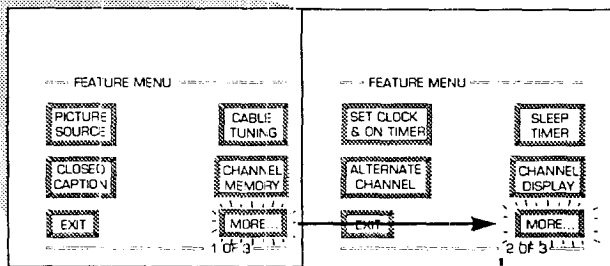 FEATURE MENU
PICTURE SOURCE
CABLE TUNING
CLOSED CAPTION
CHANNEL MEMORY
EXIT
MORE...
1 OF 3
FEATURE MENU
SET CLOCK & ON TIMER
SLEEP TIMER
ALTERNATE CHANNEL
CHANNEL DISPLAY
EXIT
MORE...
2 OF 3